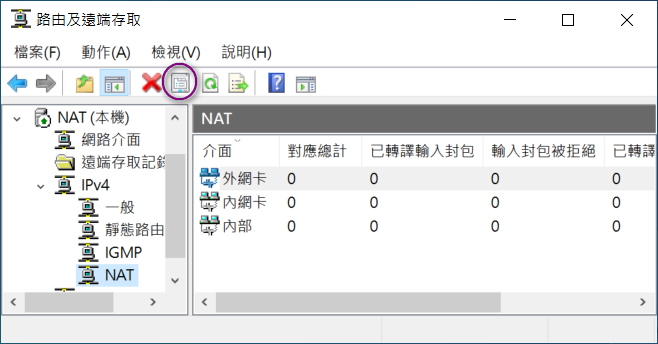 路由及遠端存取
檔案(F) 動作(A) 檢視(V) 說明(H)
NAT (本機)
網路介面
遠端存取記錄
IPv4
一般
靜態路由
IGMP
NAT
NAT
介面 對應總計 已轉譯輸入封包 輸入封包被拒絕 已轉譯
外網卡 0 0 0 0
內網卡 0 0 0 0
內部 0 0 0 0